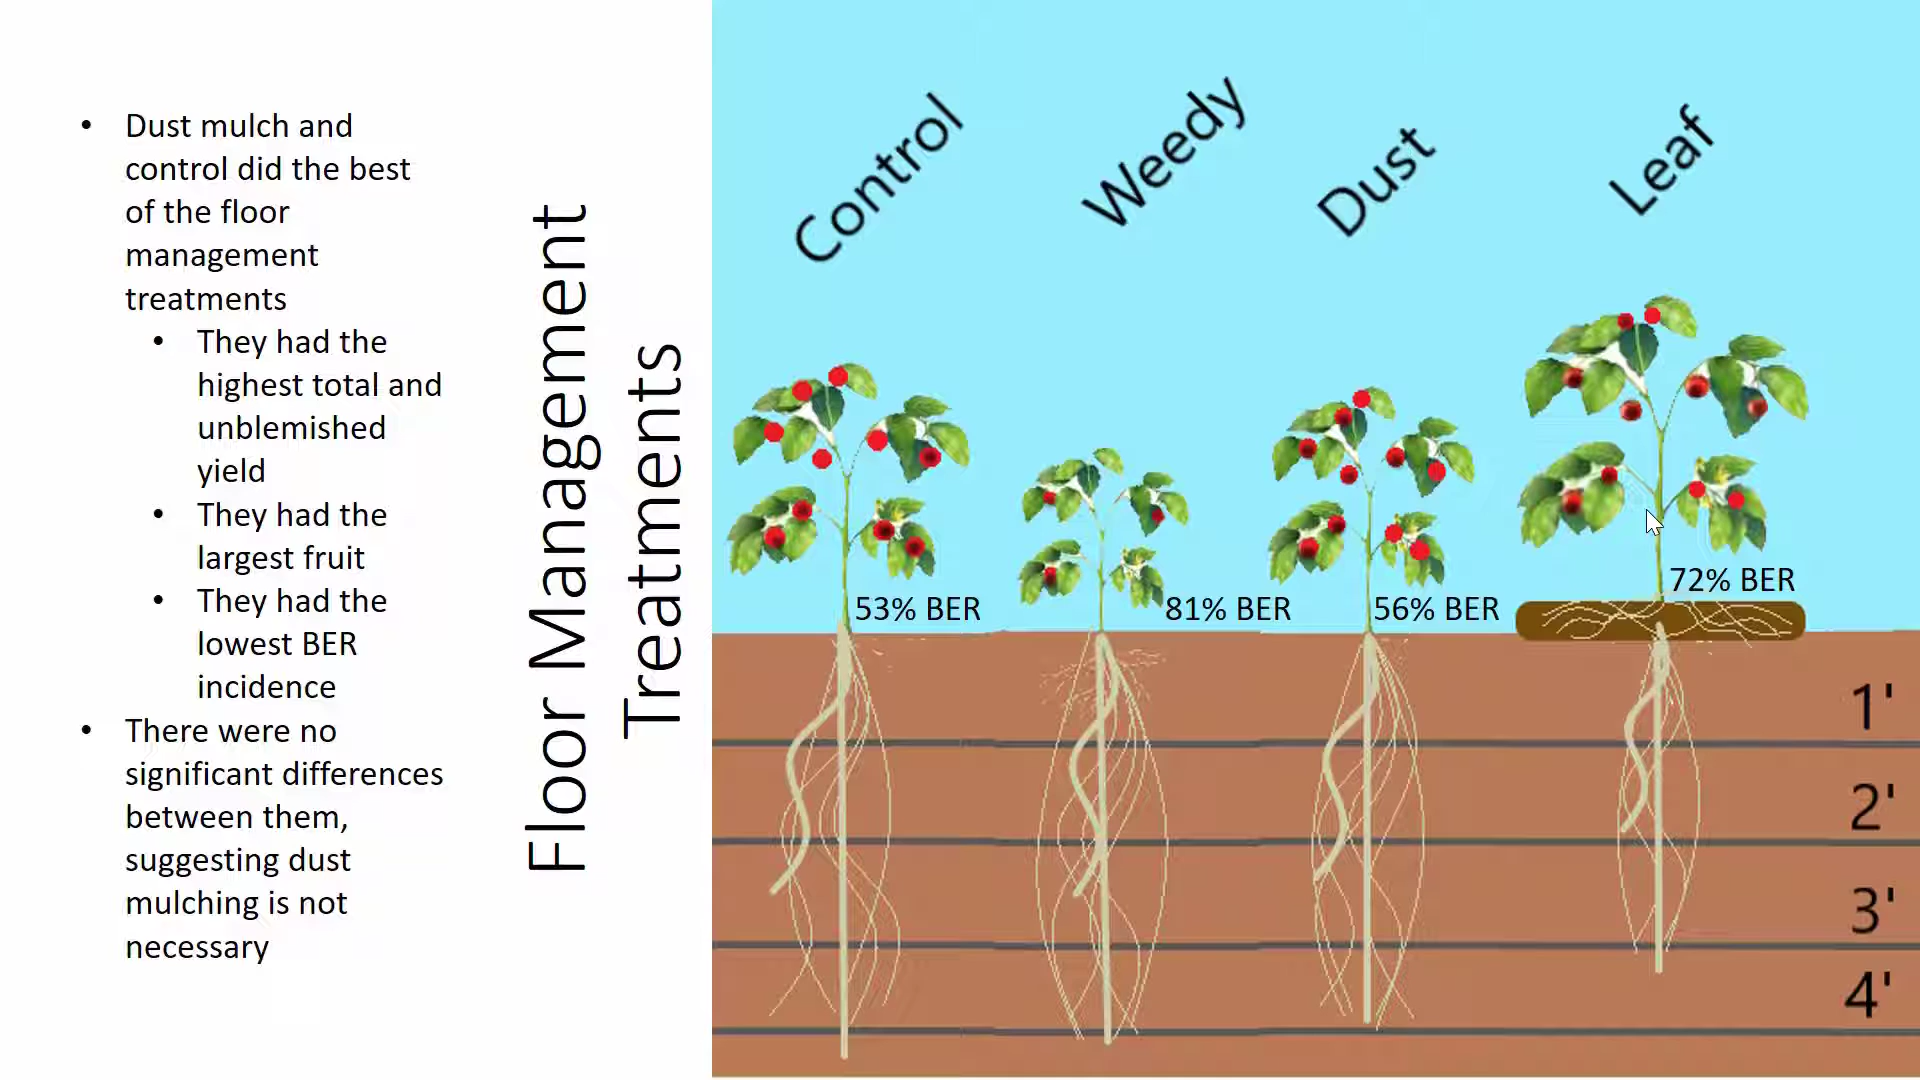 • Dust mulch and
control did the best
of the floor
management
treatments
• They had the
highest total and
unblemished
yield
• They had the
largest fruit
• They had the
lowest BER
incidence
• There were no
significant differences
between them,
suggesting dust
mulching is not
necessary
Floor Management
Treatments
Control
Weedy
Dust
Leaf
53% BER
81% BER
56% BER
72% BER
1'
2'
3'
4'